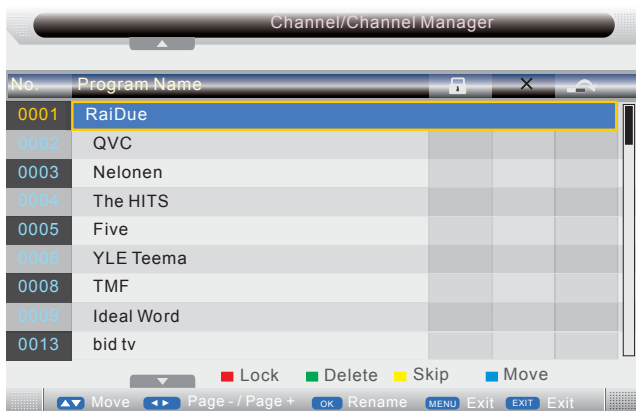 Channel/Channel Manager
No. Program Name
0001 RaiDue
0002 QVC
0003 Nelonen
0004 The HITS
0005 Five
0006 YLE Teema
0008 TMF
0009 Ideal Word
0013 bid tv
Lock Delete Skip Move
Move Page - / Page + OK Rename MENU Exit EXIT Exit